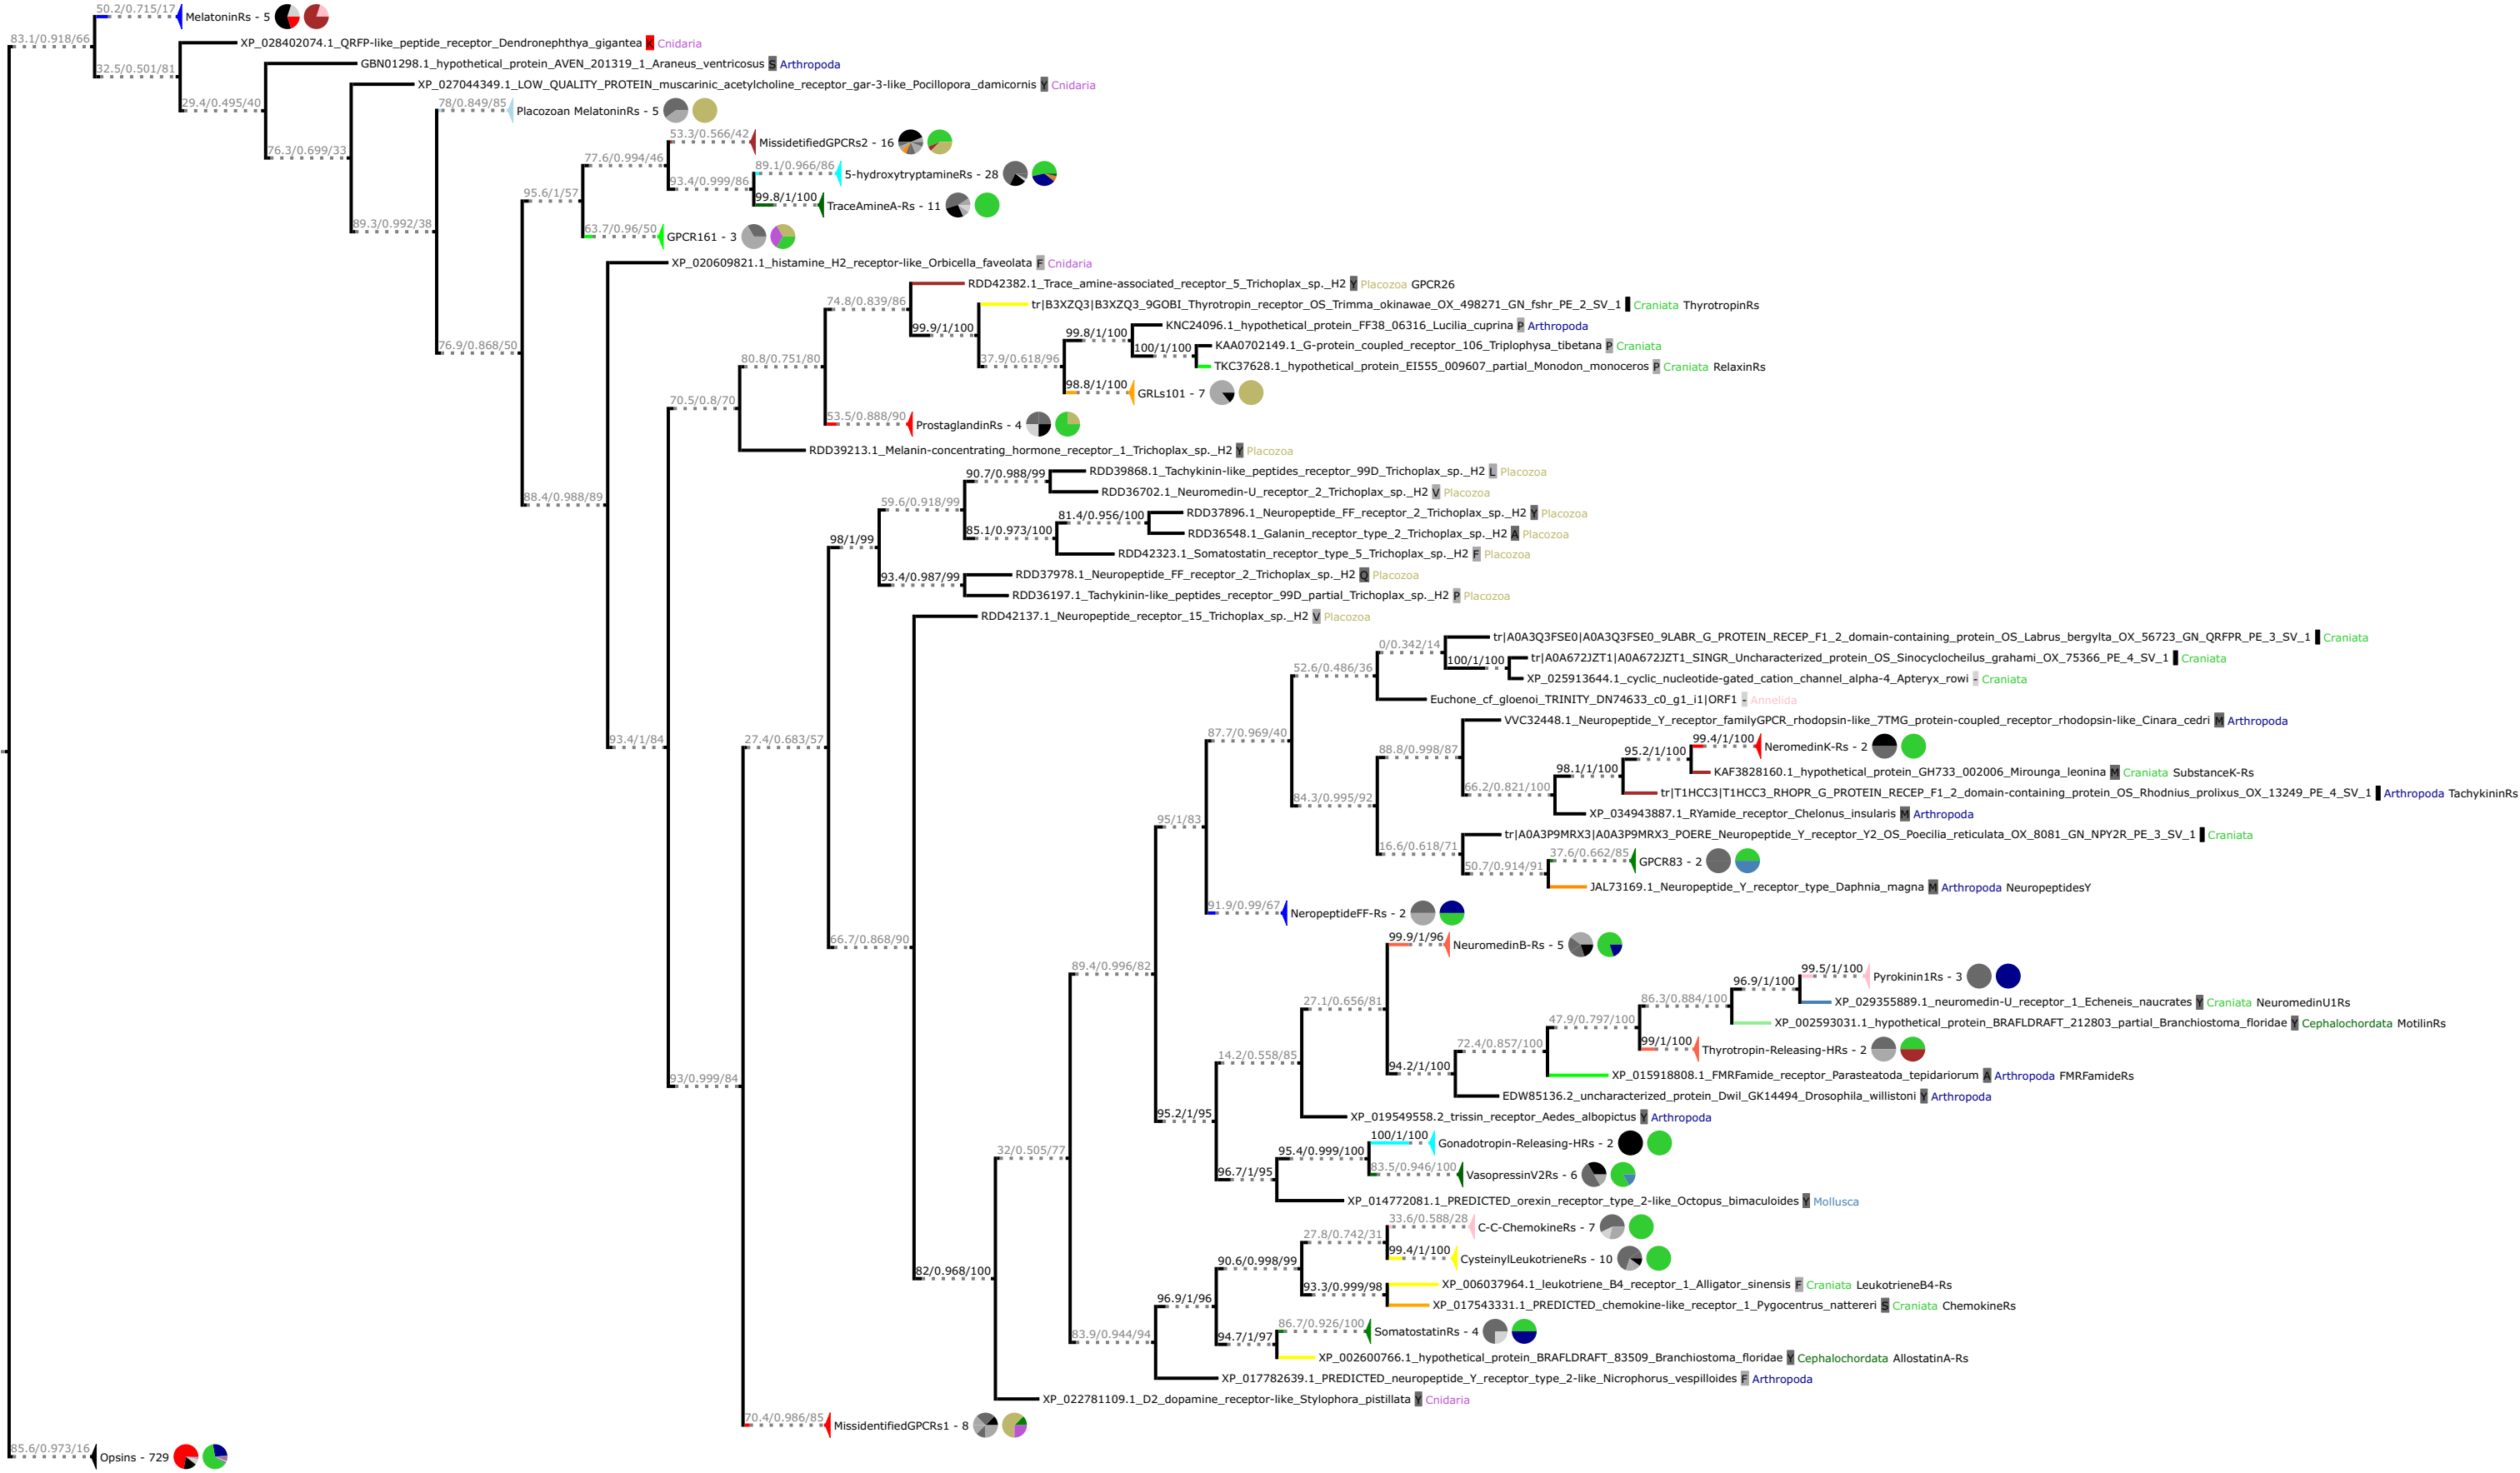 50.2/0.715/17 MelatoninRs - 5
83.1/0.918/66
XP_028402074.1_QRFP-like_peptide_receptor_Dendronephthya_gigantea K Cnidaria
GBN01298.1_hypothetical_protein_AVEN_201319_1_Araneus_ventricosus S Arthropoda
32.5/0.501/81
XP_027044349.1_LOW_QUALITY_PROTEIN_muscarinic_acetylcholine_receptor_gar-3-like_Pocillopora_damicornis Y Cnidaria
29.4/0.495/40
78/0.849/85 Placozoan MelatoninRs - 5
53.3/0.566/42 MissidetifiedGPCRs2 - 16
76.3/0.699/33
77.6/0.994/46
89.1/0.966/86 5-hydroxytryptamineRs - 28
93.4/0.999/86
95.6/1/57
99.8/1/100 TraceAmineA-Rs - 11
89.3/0.992/38
63.7/0.96/50 GPCR161 - 3
XP_020609821.1_histamine_H2_receptor-like_Orbicella_faveolata F Cnidaria
RDD42382.1_Trace_amine-associated_receptor_5_Trichoplax_sp._H2 Y Placozoa GPCR26
74.8/0.839/86
tr|B3XZQ3|B3XZQ3_9GOBI_Thyrotropin_receptor_OS_Trimma_okinawae_OX_498271_GN_fshr_PE_2_SV_1 Craniata ThyrotropinRs
99.9/1/100
KNC24096.1_hypothetical_protein_FF38_06316_Lucilia_cuprina P Arthropoda
99.8/1/100
76.9/0.868/50
KAA0702149.1_G-protein_coupled_receptor_106_Triplophysa_tibetana P Craniata
100/1/100
80.8/0.751/80
37.9/0.618/96
TKC37628.1_hypothetical_protein_EI555_009607_partial_Monodon_monoceros P Craniata RelaxinRs
98.8/1/100 GRLs101 - 7
70.5/0.8/70
53.5/0.888/90 ProstaglandinRs - 4
RDD39213.1_Melanin-concentrating_hormone_receptor_1_Trichoplax_sp._H2 Y Placozoa
RDD39868.1_Tachykinin-like_peptides_receptor_99D_Trichoplax_sp._H2 L Placozoa
90.7/0.988/99
RDD36702.1_Neuromedin-U_receptor_2_Trichoplax_sp._H2 V Placozoa
88.4/0.988/89
59.6/0.918/99
RDD37896.1_Neuropeptide_FF_receptor_2_Trichoplax_sp._H2 Y Placozoa
81.4/0.956/100
RDD36548.1_Galanin_receptor_type_2_Trichoplax_sp._H2 A Placozoa
85.1/0.973/100
98/1/99
RDD42323.1_Somatostatin_receptor_type_5_Trichoplax_sp._H2 F Placozoa
RDD37978.1_Neuropeptide_FF_receptor_2_Trichoplax_sp._H2 Q Placozoa
93.4/0.987/99
RDD36197.1_Tachykinin-like_peptides_receptor_99D_partial_Trichoplax_sp._H2 P Placozoa
RDD42137.1_Neuropeptide_receptor_15_Trichoplax_sp._H2 V Placozoa
tr|A0A3Q3FSE0|A0A3Q3FSE0_9LABR_G_PROTEIN_RECEP_F1_2_domain-containing_protein_OS_Labrus_bergylta_OX_56723_GN_QRFPR_PE_3_SV_1 Craniata
0/0.342/14
tr|A0A672JZT1|A0A672JZT1_SINGR_Uncharacterized_protein_OS_Sinocyclocheilus_grahami_OX_75366_PE_4_SV_1 Craniata
100/1/100
52.6/0.486/36
XP_025913644.1_cyclic_nucleotide-gated_cation_channel_alpha-4_Apteryx_rowi - Craniata
Euchone_cf_gloenoi_TRINITY_DN74633_c0_g1_i1|ORF1 - Annelida
VVC32448.1_Neuropeptide_Y_receptor_familyGPCR_rhodopsin-like_7TMG_protein-coupled_receptor_rhodopsin-like_Cinara_cedri M Arthropoda
93.4/1/84
27.4/0.683/57
87.7/0.969/40
99.4/1/100 NeromedinK-Rs - 2
88.8/0.998/87
95.2/1/100
KAF3828160.1_hypothetical_protein_GH733_002006_Mirounga_leonina M Craniata SubstanceK-Rs
98.1/1/100
66.2/0.821/100
tr|T1HCC3|T1HCC3_RHOPR_G_PROTEIN_RECEP_F1_2_domain-containing_protein_OS_Rhodnius_prolixus_OX_13249_PE_4_SV_1 Arthropoda TachykininRs
84.3/0.995/92
XP_034943887.1_RYamide_receptor_Chelonus_insularis M Arthropoda
95/1/83
tr|A0A3P9MRX3|A0A3P9MRX3_POERE_Neuropeptide_Y_receptor_Y2_OS_Poecilia_reticulata_OX_8081_GN_NPY2R_PE_3_SV_1 Craniata
16.6/0.618/71
37.6/0.662/85 GPCR83 - 2
50.7/0.914/91
JAL73169.1_Neuropeptide_Y_receptor_type_Daphnia_magna M Arthropoda NeuropeptidesY
91.9/0.99/67 NeropeptideFF-Rs - 2
66.7/0.868/90
99.9/1/96 NeuromedinB-Rs - 5
89.4/0.996/82
99.5/1/100 Pyrokinin1Rs - 3
96.9/1/100
XP_029355889.1_neuromedin-U_receptor_1_Echeneis_naucrates Y Craniata NeuromedinU1Rs
27.1/0.656/81
86.3/0.884/100
XP_002593031.1_hypothetical_protein_BRAFLDRAFT_212803_partial_Branchiostoma_floridae Y Cephalochordata MotilinRs
47.9/0.797/100
99/1/100 Thyrotropin-Releasing-HRs - 2
72.4/0.857/100
14.2/0.558/85
94.2/1/100
XP_015918808.1_FMRFamide_receptor_Parasteatoda_tepidariorum A Arthropoda FMRFamideRs
93/0.999/84
EDW85136.2_uncharacterized_protein_Dwil_GK14494_Drosophila_willistoni Y Arthropoda
95.2/1/95
XP_019549558.2_trissin_receptor_Aedes_albopictus Y Arthropoda
100/1/100 Gonadotropin-Releasing-HRs - 2
32/0.505/77
95.4/0.999/100
83.5/0.946/100 VasopressinV2Rs - 6
96.7/1/95
XP_014772081.1_PREDICTED_orexin_receptor_type_2-like_Octopus_bimaculoides Y Mollusca
33.6/0.588/28 C-C-ChemokineRs - 7
27.8/0.742/31
99.4/1/100 CysteinylLeukotrieneRs - 10
90.6/0.998/99
82/0.968/100
XP_006037964.1_leukotriene_B4_receptor_1_Alligator_sinensis F Craniata LeukotrieneB4-Rs
93.3/0.999/98
XP_017543331.1_PREDICTED_chemokine-like_receptor_1_Pygocentrus_nattereri S Craniata ChemokineRs
96.9/1/96
86.7/0.926/100 SomatostatinRs - 4
83.9/0.944/94
94.7/1/97
XP_002600766.1_hypothetical_protein_BRAFLDRAFT_83509_Branchiostoma_floridae Y Cephalochordata AllostatinA-Rs
XP_017782639.1_PREDICTED_neuropeptide_Y_receptor_type_2-like_Nicrophorus_vespilloides F Arthropoda
XP_022781109.1_D2_dopamine_receptor-like_Stylophora_pistillata Y Cnidaria
70.4/0.986/85 MissidentifiedGPCRs1 - 8
85.6/0.973/16 Opsins - 729